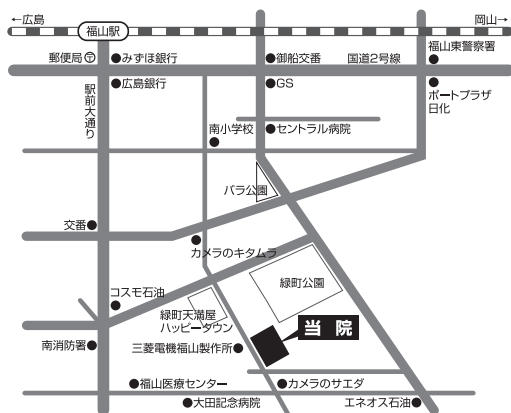 ←広島
岡山→
福山駅
郵便局〒
みずほ銀行
御船交番
国道2号線
福山東警察署
広島銀行
GS
ポートプラザ
日化
駅前大通り
南小学校
セントラル病院
バラ公園
交番
カメラのキタムラ
緑町公園
コスモ石油
緑町天満屋
ハッピータウン
当院
南消防署
三菱電機福山製作所
福山医療センター
カメラのサエダ
大田記念病院
エネオス石油